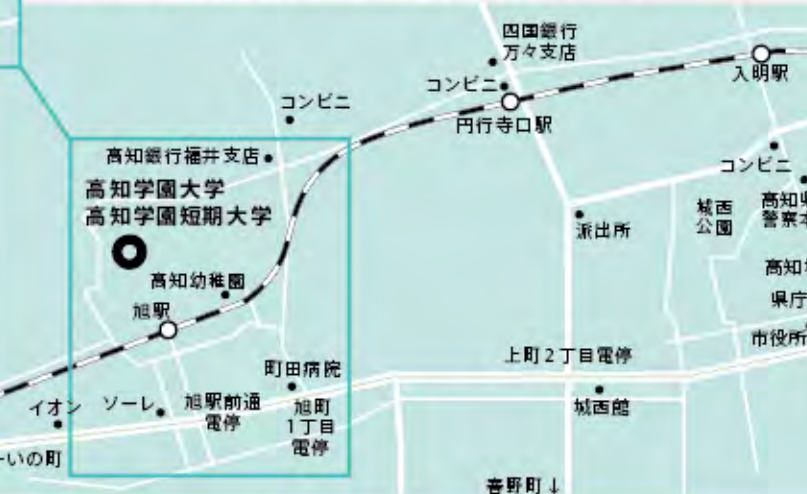 四国銀行
万々支店
コンビニ
入明駅
コンビニ
円行寺口駅
高知銀行福井支店
コンビニ
高知学園大学
高知学園短期大学
城西
公園
高知県
警察本
派出所
高知幼稚園
高知
県庁
旭駅
市役所
上町2丁目電停
町田病院
イオン
ソーレ
旭駅前通
電停
旭町
1丁目
電停
城西館
いの町
春野町↓